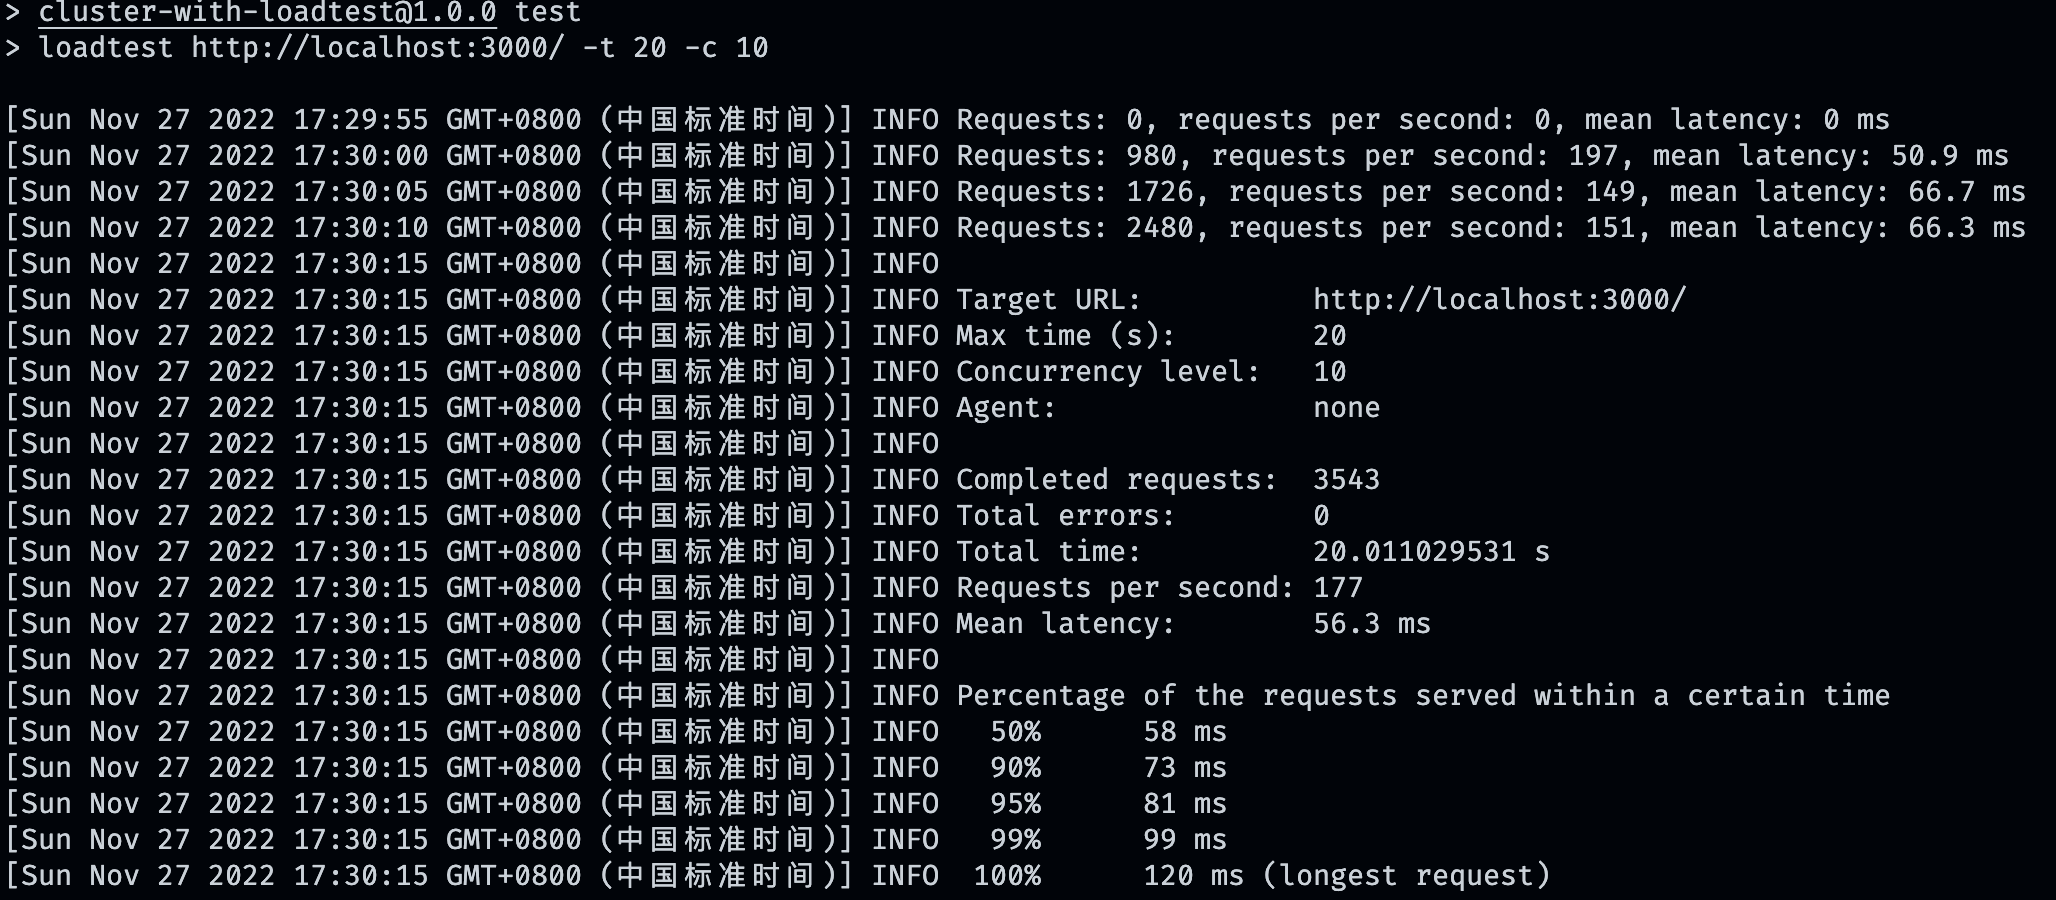 > cluster-with-loadtest@1.0.0 test
> loadtest http://localhost:3000/ -t 20 -c 10
[Sun Nov 27 2022 17:29:55 GMT+0800 (中国标准时间)] INFO Requests: 0, requests per second: 0, mean latency: 0 ms
[Sun Nov 27 2022 17:30:00 GMT+0800 (中国标准时间)] INFO Requests: 980, requests per second: 197, mean latency: 50.9 ms
[Sun Nov 27 2022 17:30:05 GMT+0800 (中国标准时间)] INFO Requests: 1726, requests per second: 149, mean latency: 66.7 ms
[Sun Nov 27 2022 17:30:10 GMT+0800 (中国标准时间)] INFO Requests: 2480, requests per second: 151, mean latency: 66.3 ms
[Sun Nov 27 2022 17:30:15 GMT+0800 (中国标准时间)] INFO
[Sun Nov 27 2022 17:30:15 GMT+0800 (中国标准时间)] INFO Target URL: http://localhost:3000/
[Sun Nov 27 2022 17:30:15 GMT+0800 (中国标准时间)] INFO Max time (s): 20
[Sun Nov 27 2022 17:30:15 GMT+0800 (中国标准时间)] INFO Concurrency level: 10
[Sun Nov 27 2022 17:30:15 GMT+0800 (中国标准时间)] INFO Agent: none
[Sun Nov 27 2022 17:30:15 GMT+0800 (中国标准时间)] INFO
[Sun Nov 27 2022 17:30:15 GMT+0800 (中国标准时间)] INFO Completed requests: 3543
[Sun Nov 27 2022 17:30:15 GMT+0800 (中国标准时间)] INFO Total errors: 0
[Sun Nov 27 2022 17:30:15 GMT+0800 (中国标准时间)] INFO Total time: 20.011029531 s
[Sun Nov 27 2022 17:30:15 GMT+0800 (中国标准时间)] INFO Requests per second: 177
[Sun Nov 27 2022 17:30:15 GMT+0800 (中国标准时间)] INFO Mean latency: 56.3 ms
[Sun Nov 27 2022 17:30:15 GMT+0800 (中国标准时间)] INFO
[Sun Nov 27 2022 17:30:15 GMT+0800 (中国标准时间)] INFO Percentage of the requests served within a certain time
[Sun Nov 27 2022 17:30:15 GMT+0800 (中国标准时间)] INFO 50% 58 ms
[Sun Nov 27 2022 17:30:15 GMT+0800 (中国标准时间)] INFO 90% 73 ms
[Sun Nov 27 2022 17:30:15 GMT+0800 (中国标准时间)] INFO 95% 81 ms
[Sun Nov 27 2022 17:30:15 GMT+0800 (中国标准时间)] INFO 99% 99 ms
[Sun Nov 27 2022 17:30:15 GMT+0800 (中国标准时间)] INFO 100% 120 ms (longest request)